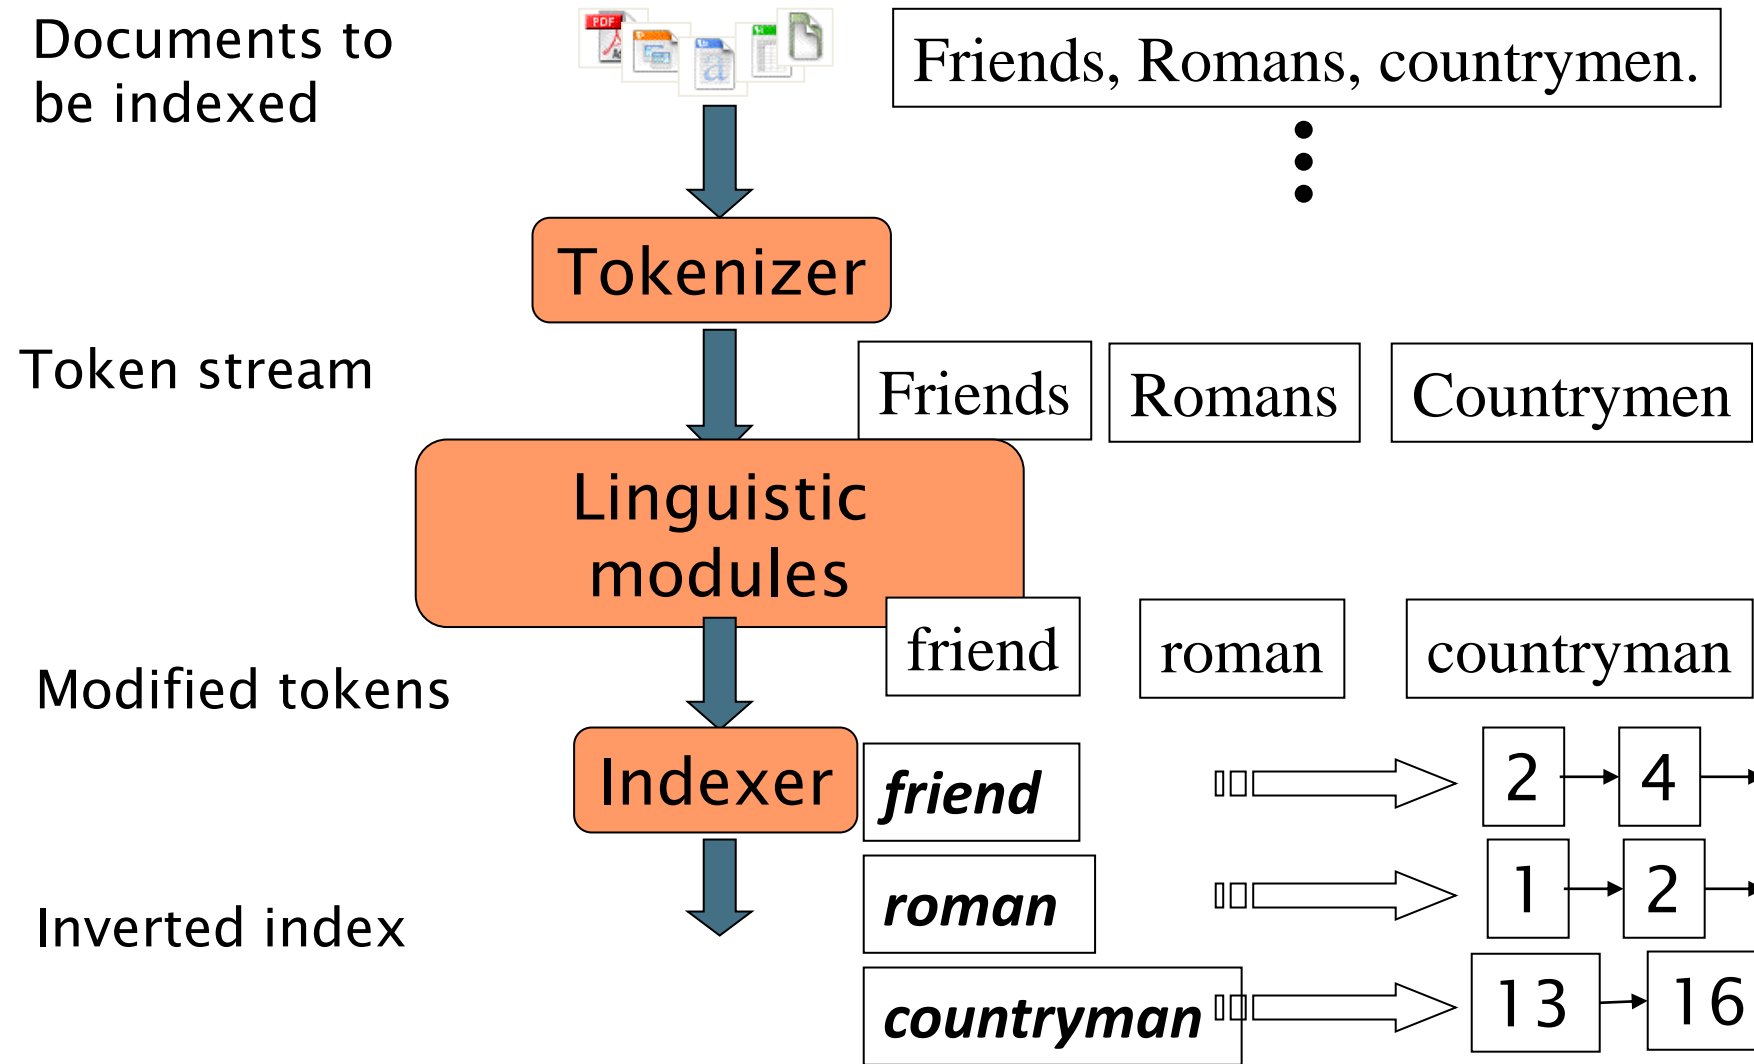 Documents to
be indexed
PDF
a
Friends, Romans, countrymen.
Tokenizer
Token stream
Friends
Romans
Countrymen
Linguistic
modules
friend
roman
countryman
Modified tokens
Indexer
friend
2
4
roman
1
2
Inverted index
countryman
13
16